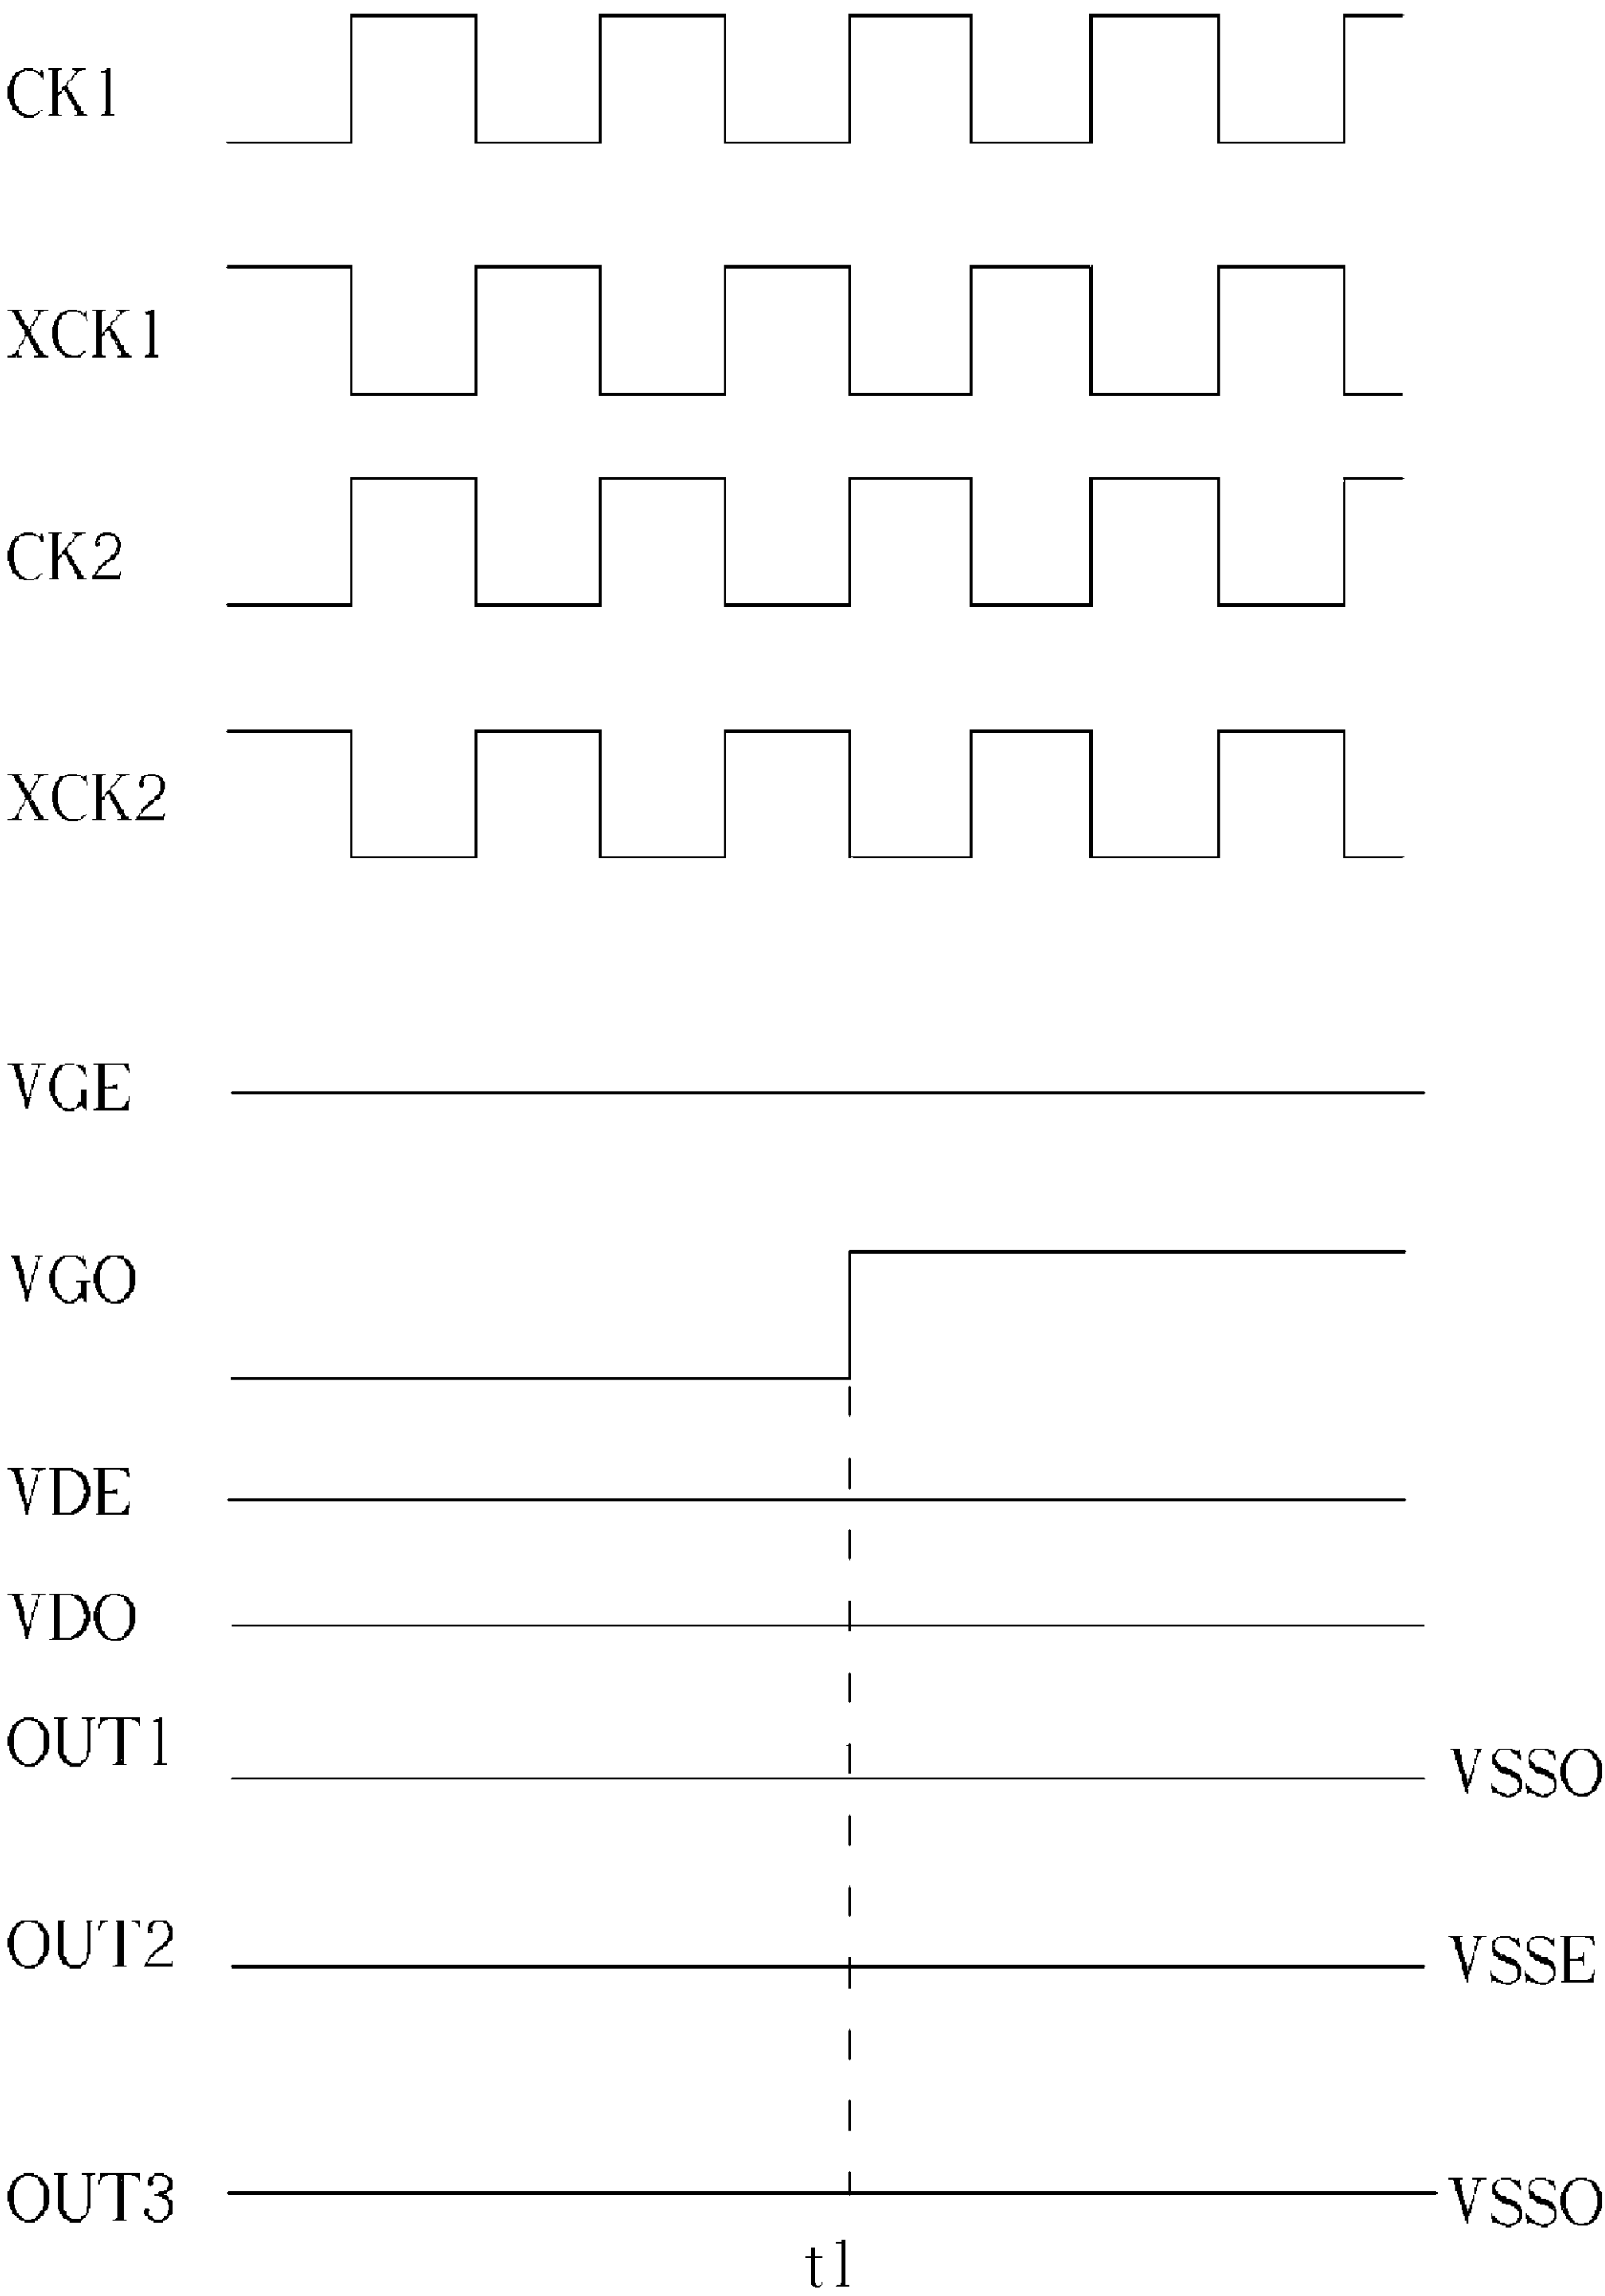 CK1
XCK1
CK2
XCK2
VGE
VGO
VDE
VDO
OUT1
VSSO
OUT2
VSSE
OUT3
VSSO
t1